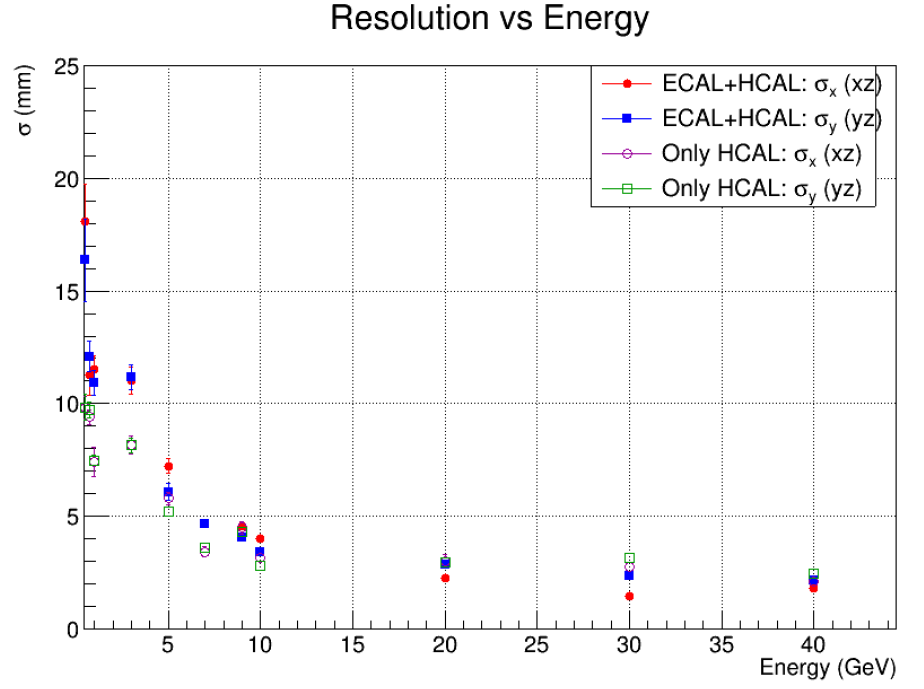 Resolution vs Energy
σ (mm)
25
20
15
10
5
0
ECAL+HCAL: σx (xz)
ECAL+HCAL: σy (yz)
Only HCAL: σx (xz)
Only HCAL: σy (yz)
5 10 15 20 25 30 35 40
Energy (GeV)